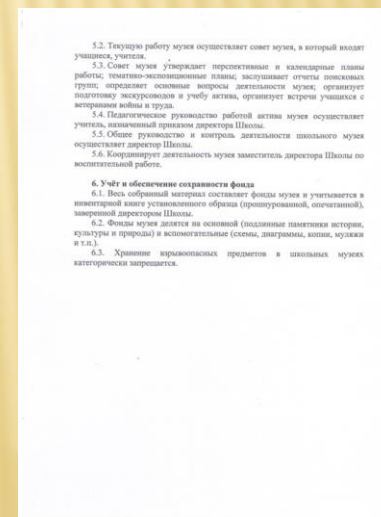 5.2. Текущую работу музея осуществляет совет музея, в который входят
учащиеся, учителя.
5.3. Совет музея утверждает перспективные и календарные планы
работы; тематико-экспозиционные планы; заслушивает отчеты поисковых
групп; определяет основные вопросы деятельности музея; организует
подготовку экскурсоводов и учебу актива, организует встречи учащихся с
ветеранами войны и труда.
5.4. Педагогическое руководство работой актива музея осуществляет
учитель, назначенный приказом директора Школы.
5.5. Общее руководство и контроль деятельности школьного музея
осуществляет директор Школы.
5.6. Координирует деятельность музея заместитель директора Школы по
воспитательной работе.
6. Учёт и обеспечение сохранности фонда
6.1. Весь собранный материал составляет фонды музея и учитывается в
инвентарной книге установленного образца (прошнурованной, опечатанной),
заверенной директором Школы.
6.2. Фонды музея делятся на основной (подлинные памятники истории,
культуры и природы) и вспомогательные (схемы, диаграммы, копии, муляжи
и т.п.).
6.3. Хранение взрывоопасных предметов в школьных музеях
категорически запрещается.